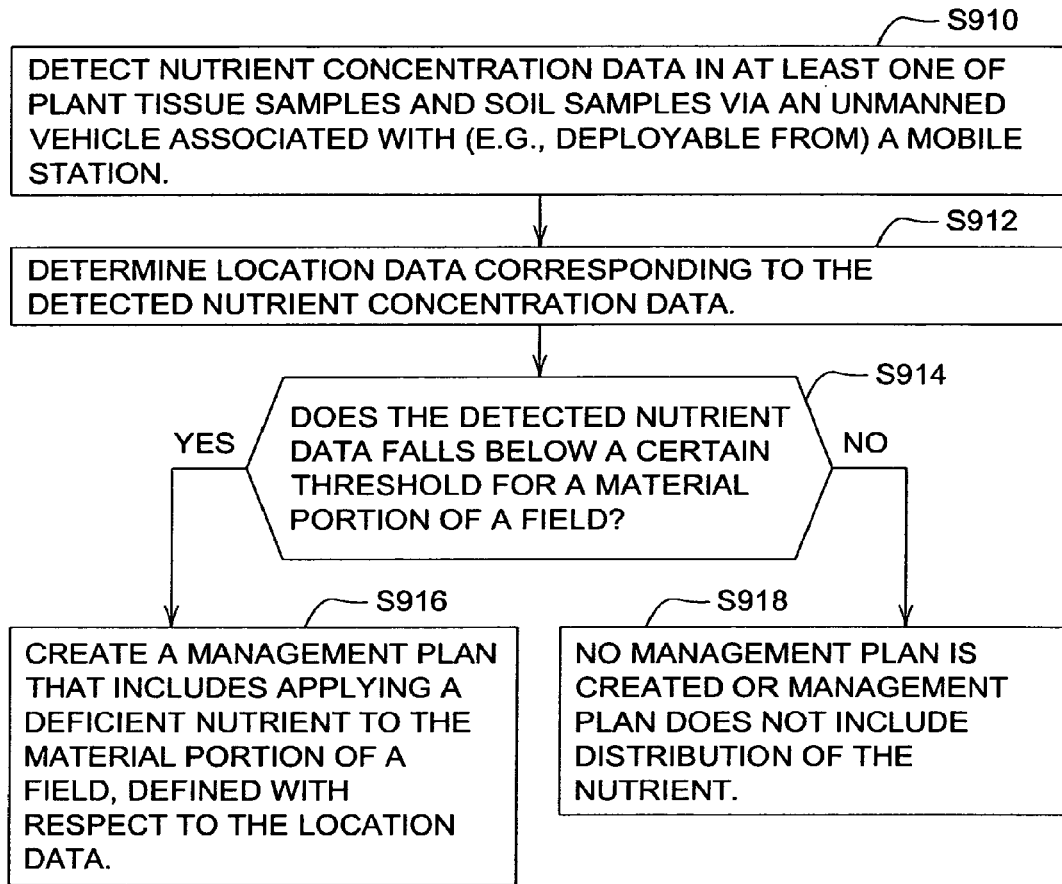 S910
DETECT NUTRIENT CONCENTRATION DATA IN AT LEAST ONE OF
PLANT TISSUE SAMPLES AND SOIL SAMPLES VIA AN UNMANNED
VEHICLE ASSOCIATED WITH (E.G., DEPLOYABLE FROM) A MOBILE
STATION.
S912
DETERMINE LOCATION DATA CORRESPONDING TO THE
DETECTED NUTRIENT CONCENTRATION DATA.
S914
DOES THE DETECTED NUTRIENT
DATA FALLS BELOW A CERTAIN
THRESHOLD FOR A MATERIAL
PORTION OF A FIELD?
YES
NO
S916
CREATE A MANAGEMENT PLAN
THAT INCLUDES APPLYING A
DEFICIENT NUTRIENT TO THE
MATERIAL PORTION OF A
FIELD, DEFINED WITH
RESPECT TO THE LOCATION
DATA.
S918
NO MANAGEMENT PLAN IS
CREATED OR MANAGEMENT
PLAN DOES NOT INCLUDE
DISTRIBUTION OF THE
NUTRIENT.